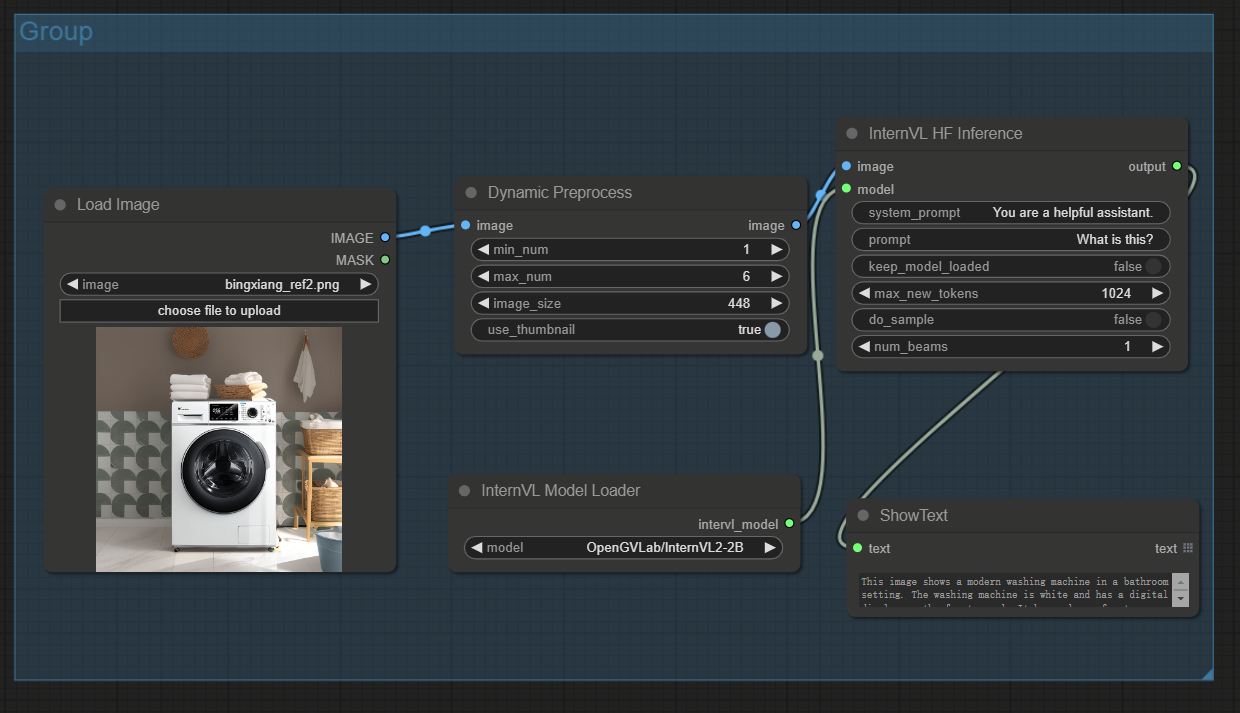 Group
Load Image
IMAGE
MASK
image bingxiang_ref2.png
choose file to upload
Dynamic Preprocess
image image
min_num 1
max_num 6
image_size 448
use_thumbnail true
InternVL Model Loader
intervl_model
model OpenGVLab/InternVL2-2B
InternVL HF Inference
image output
model
system_prompt You are a helpful assistant.
prompt What is this?
keep_model_loaded false
max_new_tokens 1024
do_sample false
num_beams 1
ShowText
text text
This image shows a modern washing machine in a bathroom
setting. The washing machine is white and has a digital